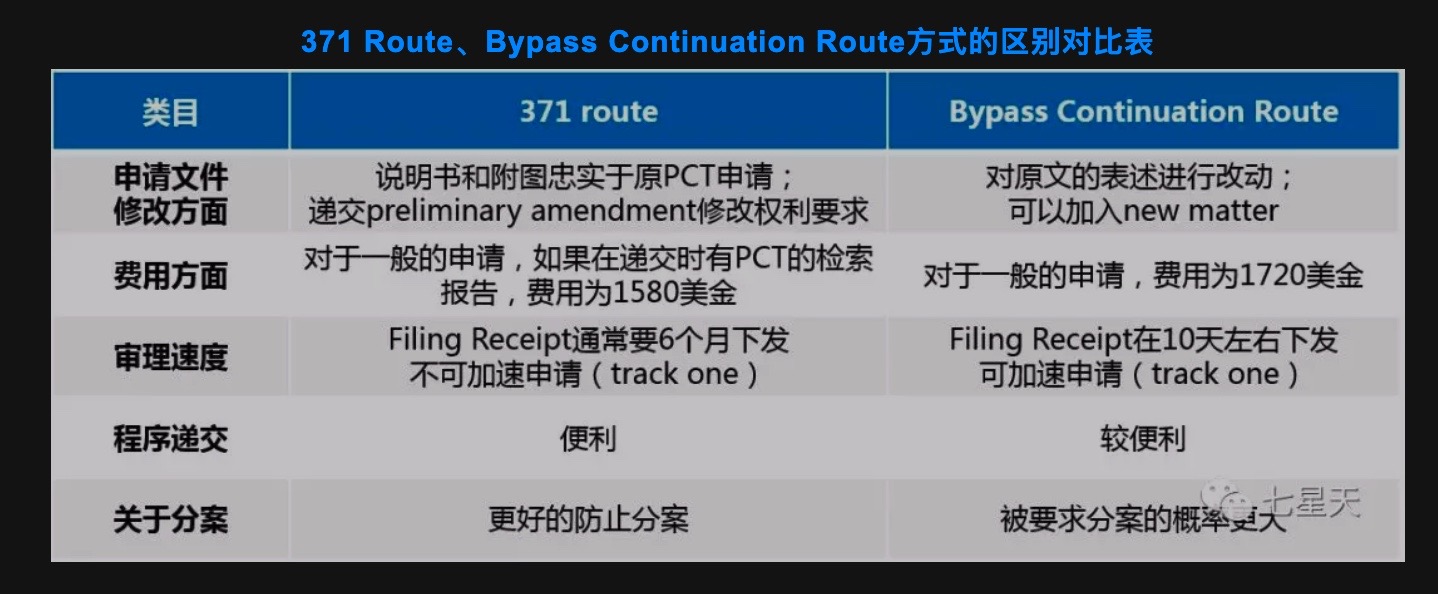 371 Route、Bypass Continuation Route方式的区别对比表
类目
371 route
Bypass Continuation Route
申请文件
修改方面
说明书和附图忠实于原PCT申请；
递交preliminary amendment修改权利要求
对原文的表述进行改动；
可以加入new matter
费用方面
对于一般的申请，如果在递交时有PCT的检索
报告，费用为1580美金
对于一般的申请，费用为1720美金
审理速度
Filing Receipt通常要6个月下发
不可加速申请（track one）
Filing Receipt在10天左右下发
可加速申请（track one）
程序递交
便利
较便利
关于分案
更好的防止分案
被要求分案的概率更大
七星天